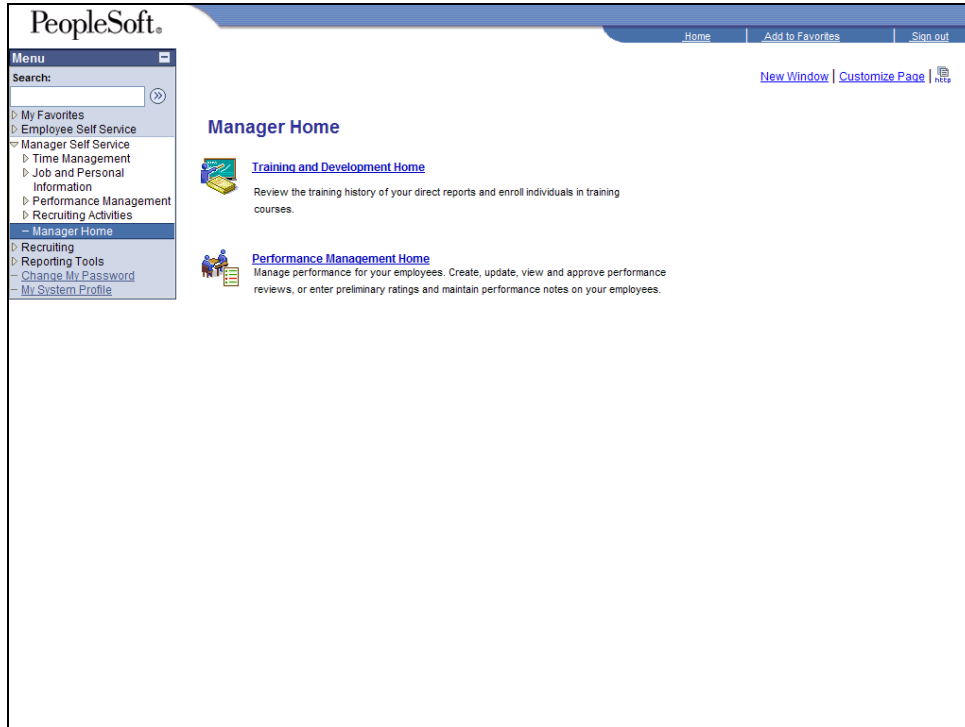 PeopleSoft®
Home
Add to Favorites
Sign out
Menu
Search:
New Window | Customize Page | http
My Favorites
Employee Self Service
Manager Self Service
Time Management
Job and Personal
Information
Performance Management
Recruiting Activities
– Manager Home
Recruiting
Reporting Tools
– Change My Password
– My System Profile
Manager Home
Training and Development Home
Review the training history of your direct reports and enroll individuals in training
courses.
Performance Management Home
Manage performance for your employees. Create, update, view and approve performance
reviews, or enter preliminary ratings and maintain performance notes on your employees.